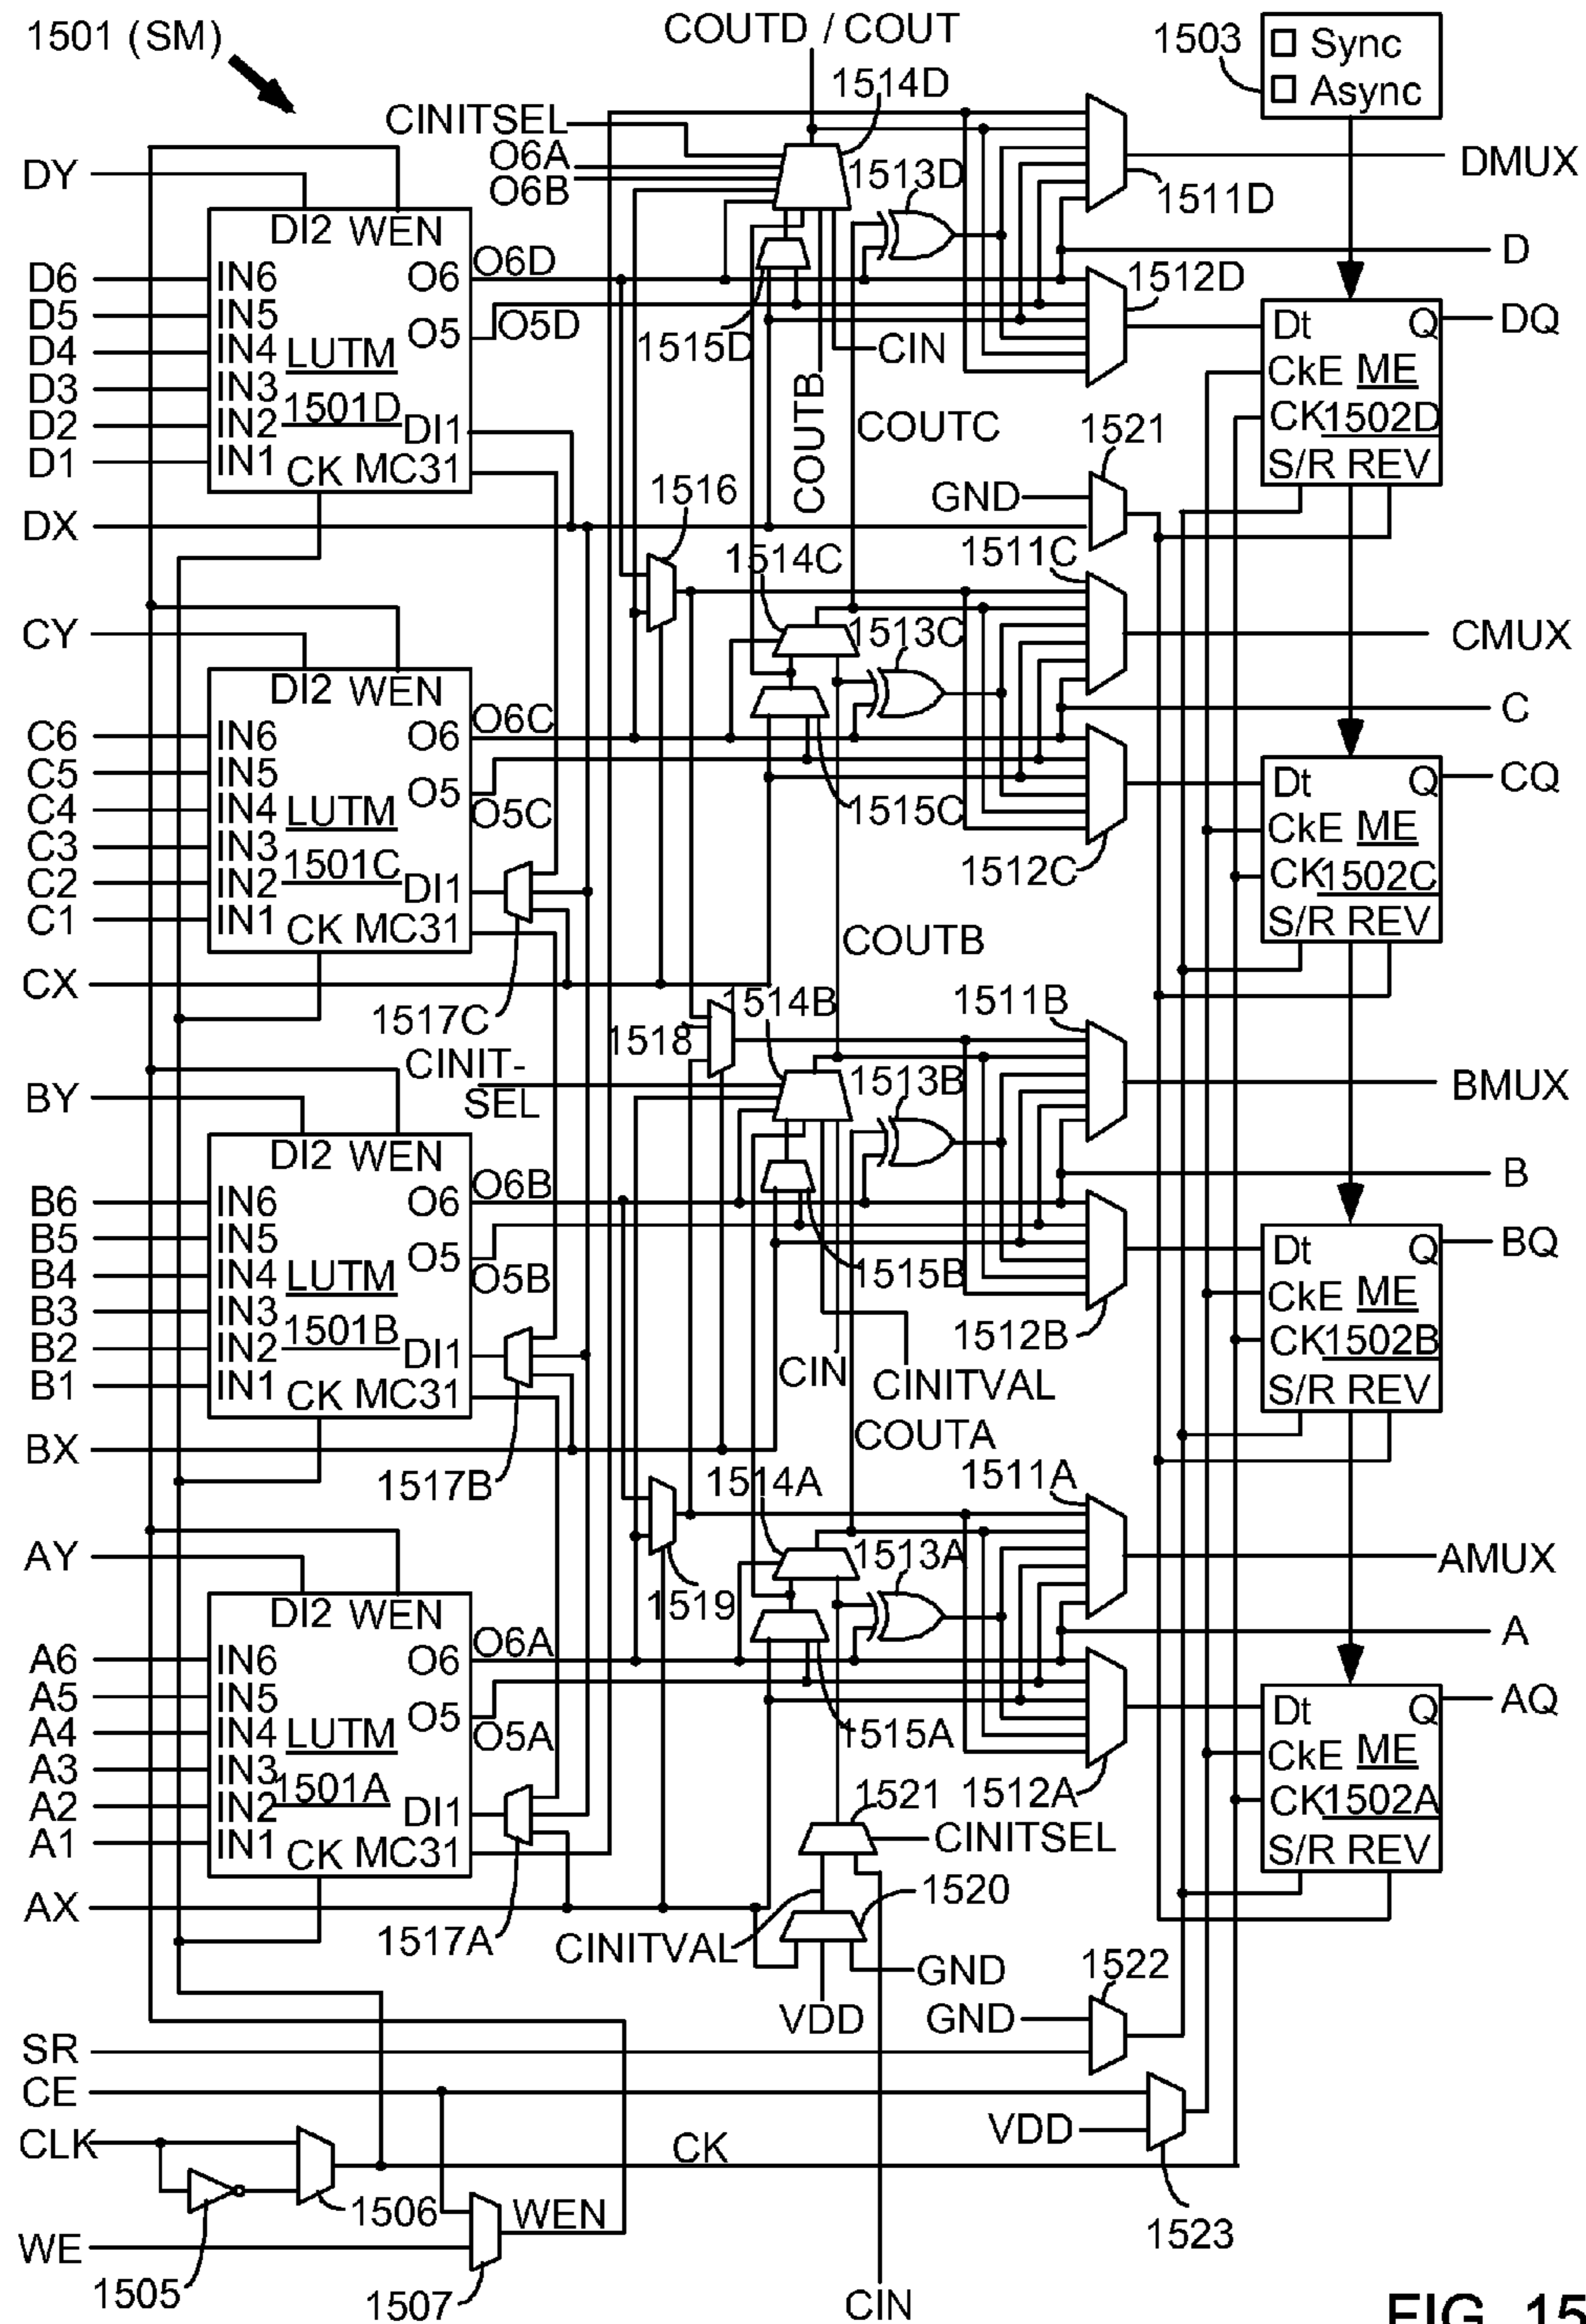 1501 (SM)
COUTD / COUT
1503
Sync
Async
1514D
CINITSEL
O6A
O6B
1513D
DMUX
1511D
DY
DI2 WEN
D6
IN6
O6
O6D
D
D5
IN5
1512D
D4
IN4
LUTM
O5
O5D
1515D
CIN
Dt
Q
DQ
D3
IN3
CkE
ME
D2
IN2
1501D
DI1
COUTB
COUTC
1521
CK
1502D
D1
IN1
CK
MC31
S/R
REV
1516
GND
DX
1514C
1511C
CY
1513C
CMUX
DI2 WEN
C6
IN6
O6
O6C
C
C5
IN5
C4
IN4
LUTM
O5
O5C
1515C
Dt
Q
CQ
C3
IN3
CkE
ME
C2
IN2
1501C
DI1
1512C
CK
1502C
C1
IN1
CK
MC31
S/R
REV
COUTB
CX
1517C
1514B
1511B
1518
CINIT-
SEL
1513B
BMUX
BY
DI2 WEN
B6
IN6
O6
O6B
B
B5
IN5
B4
IN4
LUTM
O5
O5B
1515B
Dt
Q
BQ
B3
IN3
CkE
ME
B2
IN2
1501B
DI1
1512B
CK
1502B
B1
IN1
CK
MC31
CIN
CINITVAL
S/R
REV
BX
COUTA
1517B
1514A
1511A
AY
1513A
AMUX
DI2 WEN
1519
A6
IN6
O6
O6A
A
A5
IN5
A4
IN4
LUTM
O5
O5A
1515A
Dt
Q
AQ
A3
IN3
CkE
ME
A2
IN2
1501A
DI1
1521
1512A
CK
1502A
A1
IN1
CK
MC31
CINITSEL
S/R
REV
AX
1520
1517A
CINITVAL
GND
1522
VDD
GND
SR
CE
VDD
CLK
CK
1506
WEN
WE
1523
1505
1507
CIN
FIG. 15